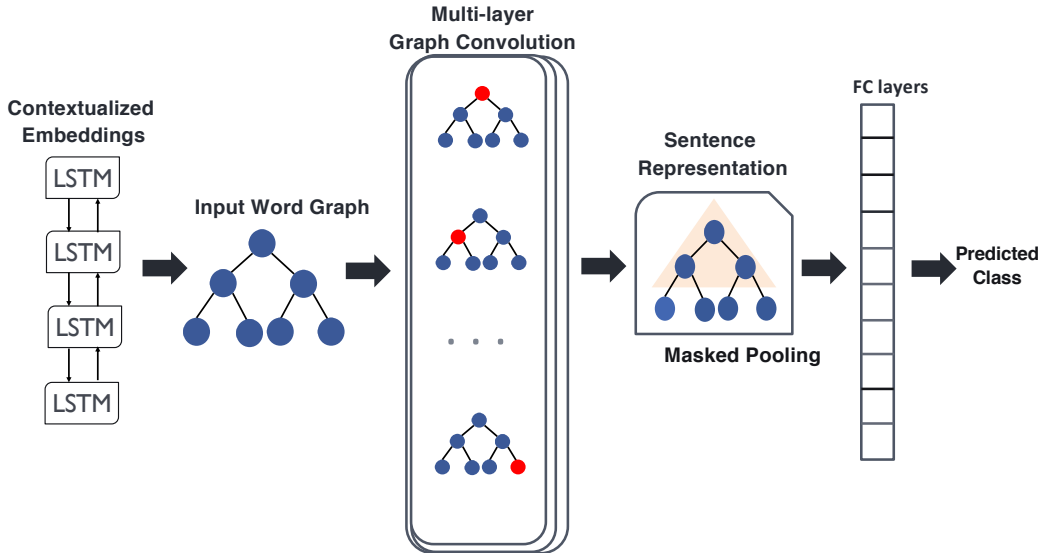 Multi-layer
Graph Convolution
Contextualized
Embeddings
LSTM
LSTM
LSTM
LSTM
Input Word Graph
. . .
Sentence
Representation
Masked Pooling
FC layers
Predicted
Class